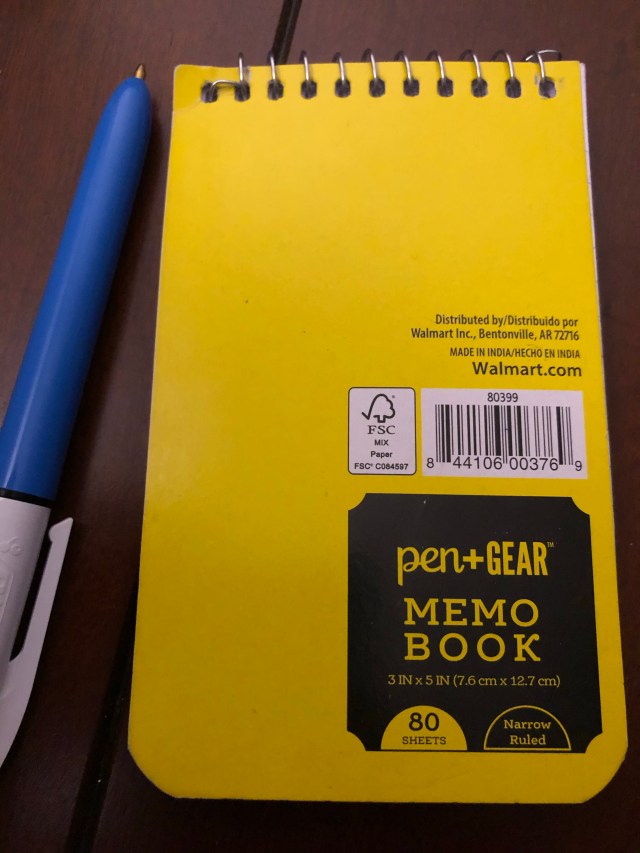 Distributed by/Distribuido por
Walmart Inc., Bentonville, AR 72716
MADE IN INDIA/HECHO EN INDIA
Walmart.com
FSC®
MIX
Paper
FSC® C084597
80399
8 44106 00376 9
pen+GEAR™
MEMO
BOOK
3 IN x 5 IN (7.6 cm x 12.7 cm)
80
SHEETS
Narrow
Ruled